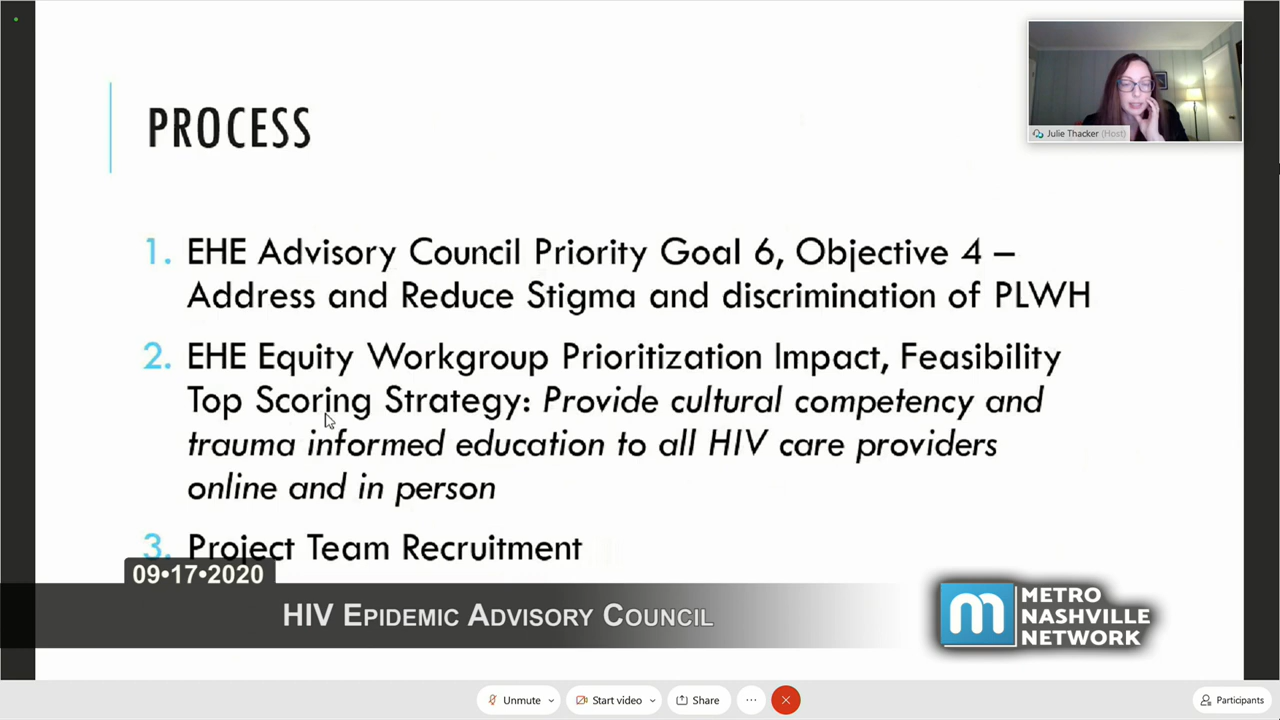 PROCESS
Julie Thacker (Host)
1. EHE Advisory Council Priority Goal 6, Objective 4 –
Address and Reduce Stigma and discrimination of PLWH
2. EHE Equity Workgroup Prioritization Impact, Feasibility
Top Scoring Strategy: Provide cultural competency and
trauma informed education to all HIV care providers
online and in person
3. Project Team Recruitment
09•17•2020
HIV EPIDEMIC ADVISORY COUNCIL
m METRO
NASHVILLE
NETWORK
Unmute
Start video
Share
Participants